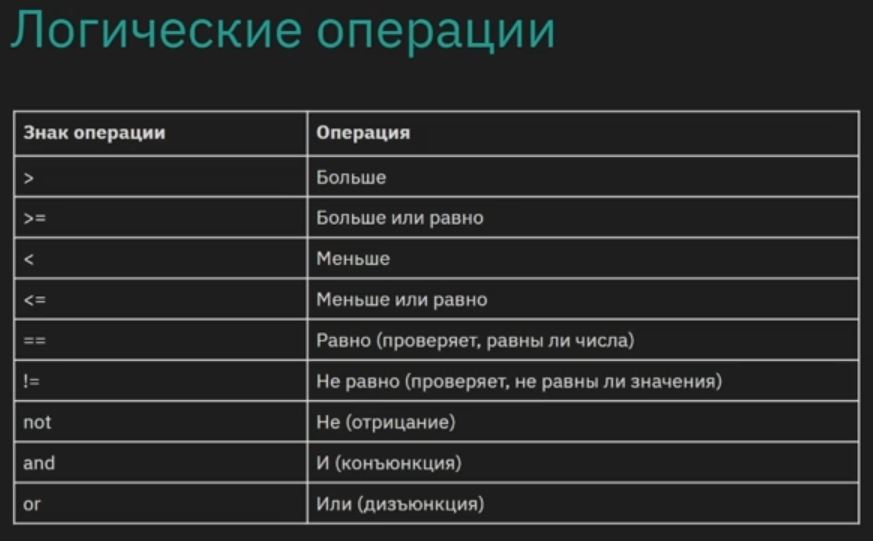 Логические операции
Знак операции Операция
> Больше
>= Больше или равно
< Меньше
<= Меньше или равно
== Равно (проверяет, равны ли числа)
!= Не равно (проверяет, не равны ли значения)
not Не (отрицание)
and И (конъюнкция)
or Или (дизъюнкция)